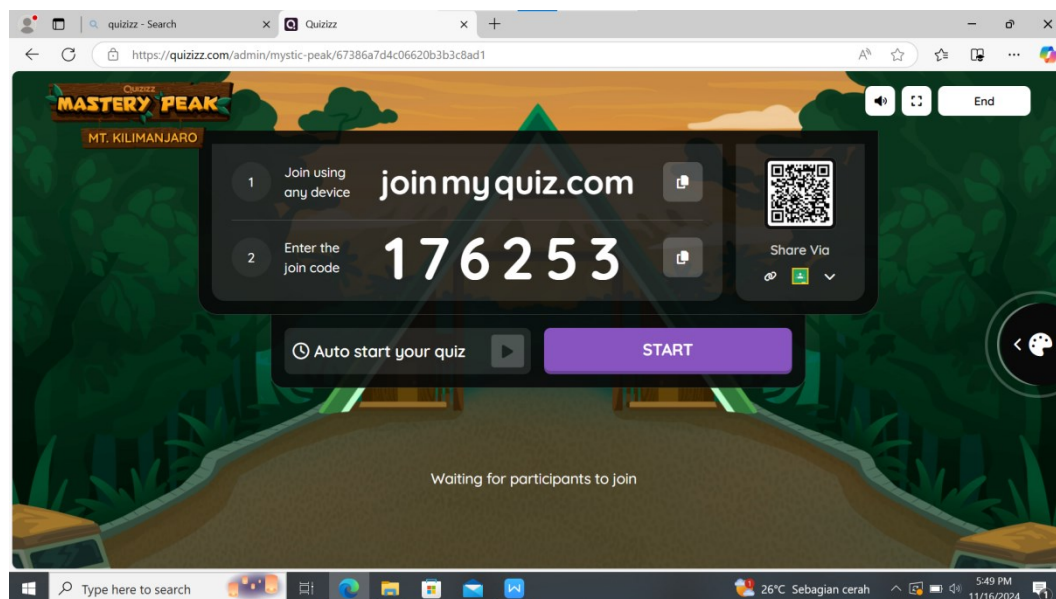 quizizz - Search
Quizizz
https://quizizz.com/admin/mystic-peak/67386a7d4c06620b3b3c8ad1
Quizizz
MASTERY PEAK
MT. KILIMANJARO
End
1
Join using
any device
joinmyquiz.com
2
Enter the
join code
176253
Share Via
Auto start your quiz
START
Waiting for participants to join
Type here to search
26°C Sebagian cerah
5:49 PM
11/16/2024